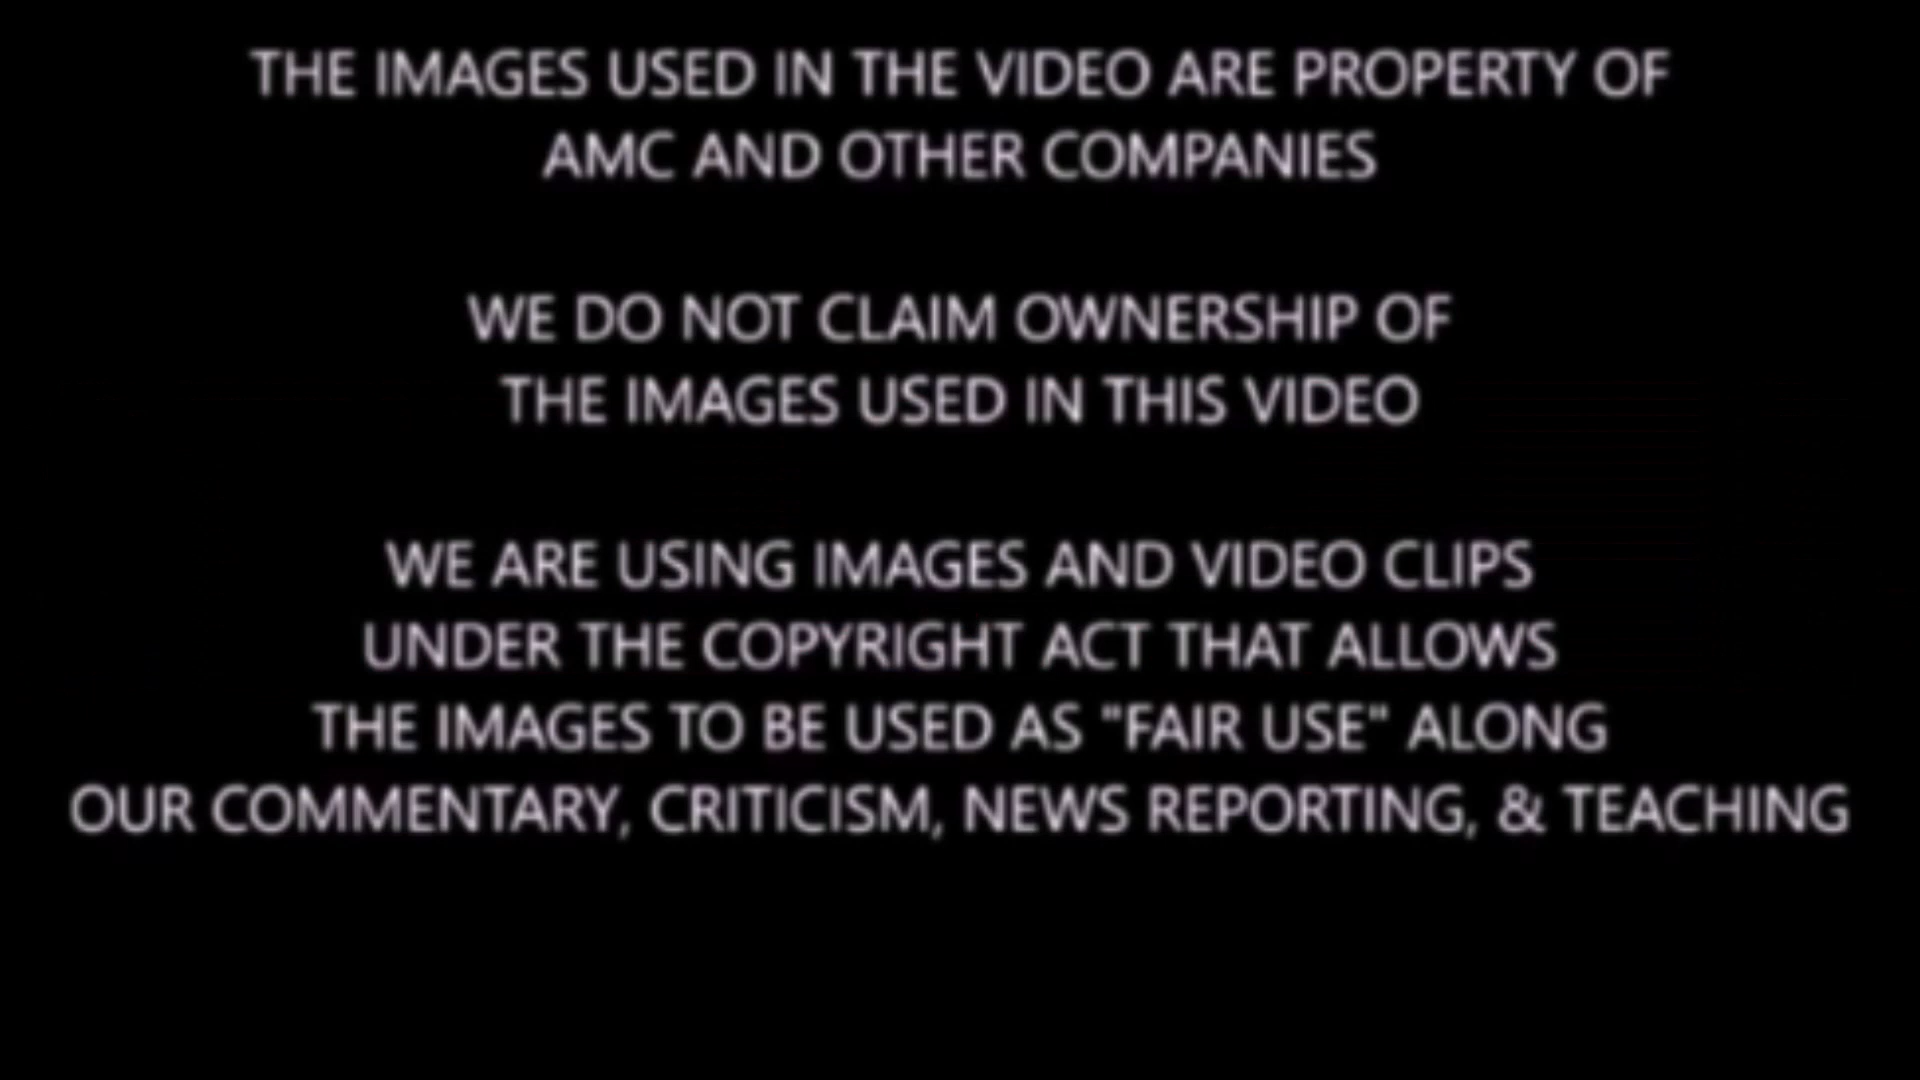 THE IMAGES USED IN THE VIDEO ARE PROPERTY OF
AMC AND OTHER COMPANIES
WE DO NOT CLAIM OWNERSHIP OF
THE IMAGES USED IN THIS VIDEO
WE ARE USING IMAGES AND VIDEO CLIPS
UNDER THE COPYRIGHT ACT THAT ALLOWS
THE IMAGES TO BE USED AS "FAIR USE" ALONG
OUR COMMENTARY, CRITICISM, NEWS REPORTING, & TEACHING